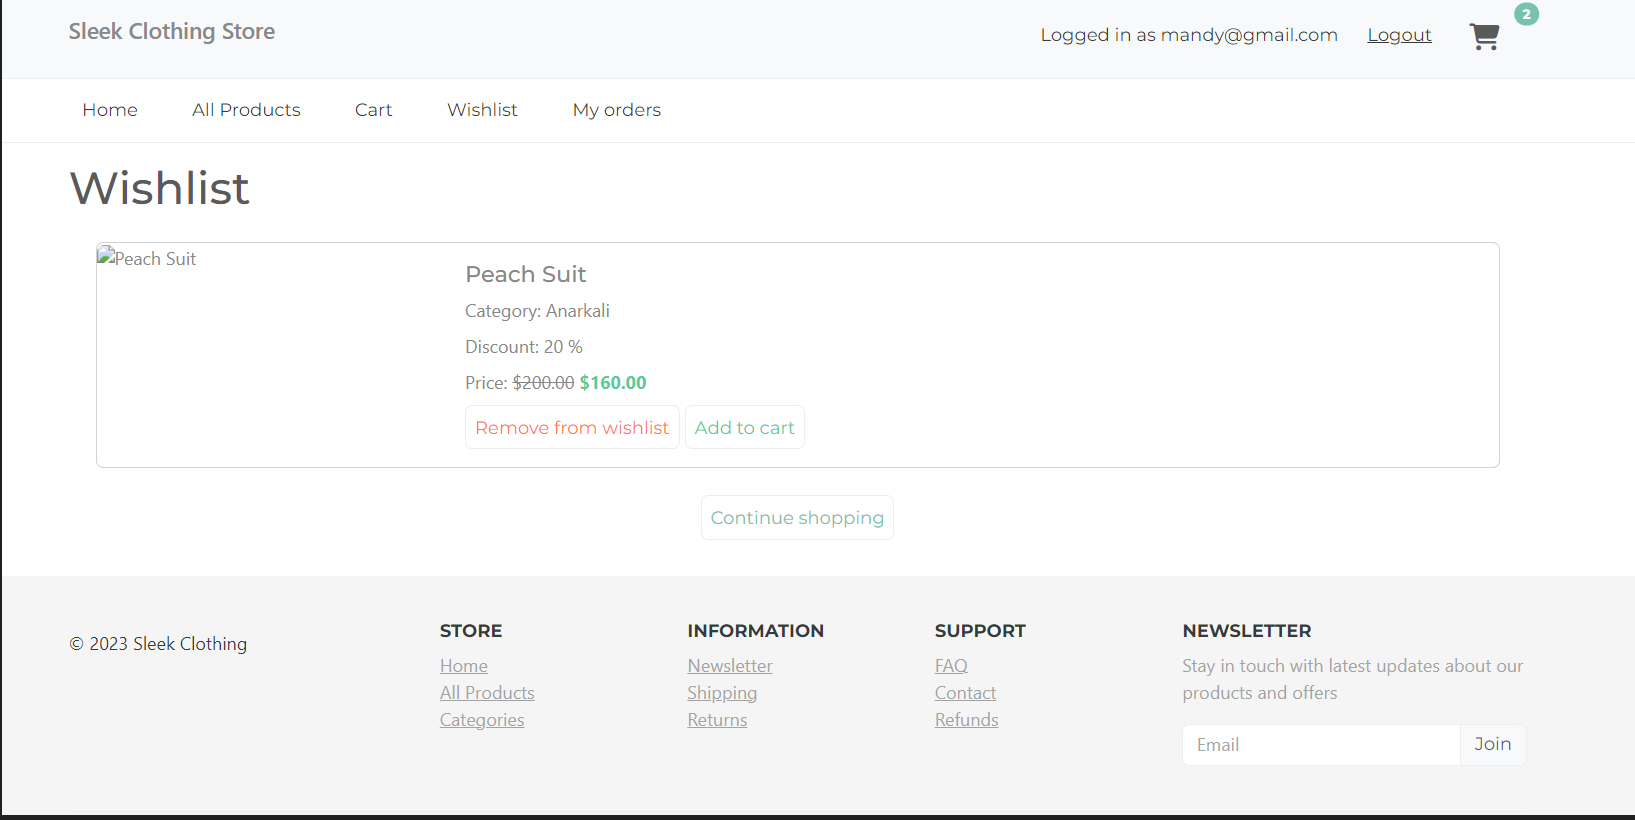 Sleek Clothing Store
Logged in as mandy@gmail.com
Logout
2
Home
All Products
Cart
Wishlist
My orders
Wishlist
Peach Suit
Peach Suit
Category: Anarkali
Discount: 20 %
Price: $200.00 $160.00
Remove from wishlist
Add to cart
Continue shopping
© 2023 Sleek Clothing
STORE
Home
All Products
Categories
INFORMATION
Newsletter
Shipping
Returns
SUPPORT
FAQ
Contact
Refunds
NEWSLETTER
Stay in touch with latest updates about our
products and offers
Email
Join